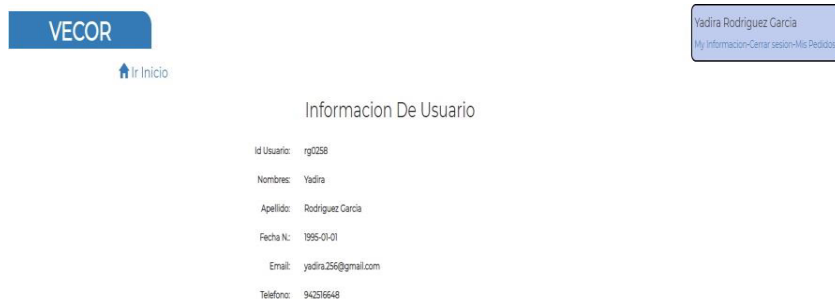 VECOR
Yadira Rodriguez Garcia
My Informacion-Cerrar sesion-Mis Pedidos
Ir Inicio
Informacion De Usuario
Id Usuario: rg0258
Nombres: Yadira
Apellido: Rodriguez Garcia
Fecha N.: 1995-01-01
Email: yadira.256@gmail.com
Telefono: 942516648